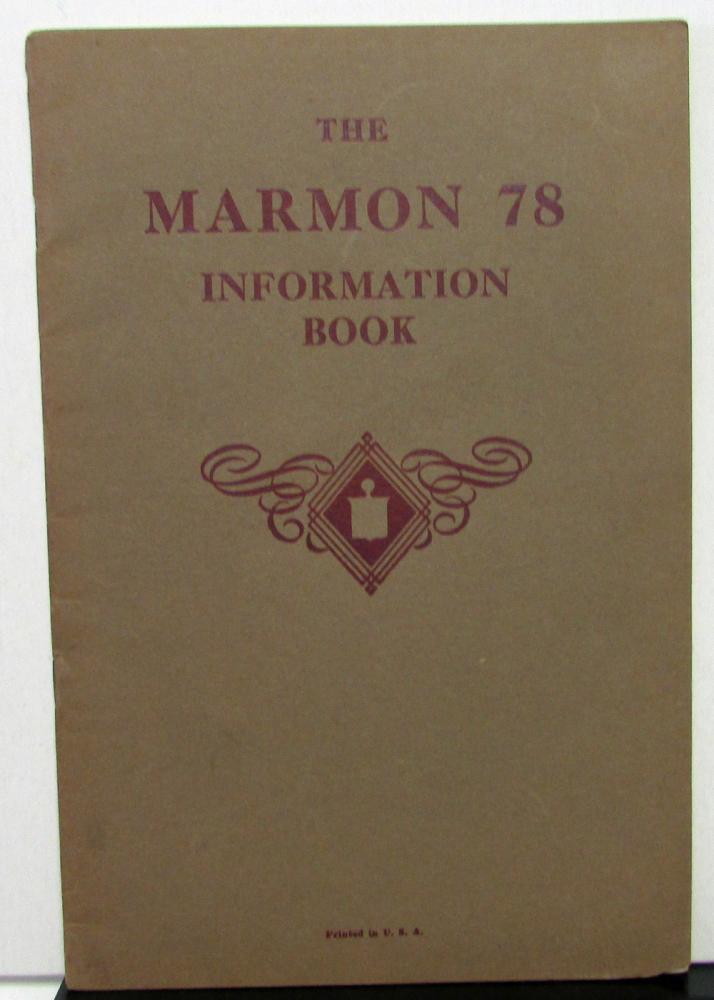 THE
MARMON 78
INFORMATION
BOOK
Printed in U. S. A.